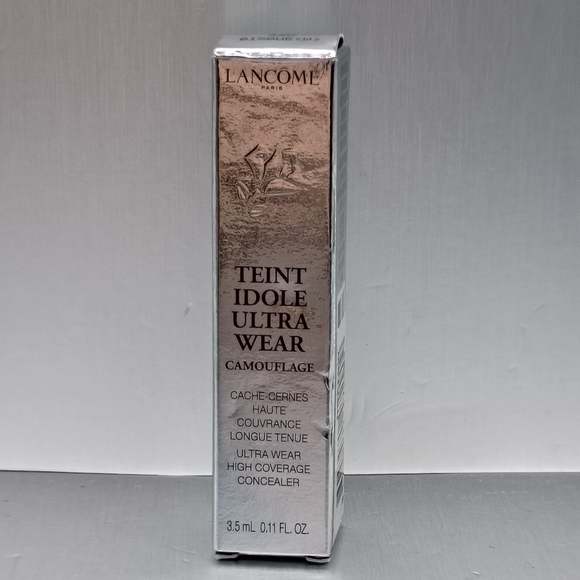 LANCÔME
PARIS
TEINT
IDOLE
ULTRA
WEAR
CAMOUFLAGE
CACHE-CERNES
HAUTE
COUVRANCE
LONGUE TENUE
ULTRA WEAR
HIGH COVERAGE
CONCEALER
3.5 mL 0.11 FL. OZ.